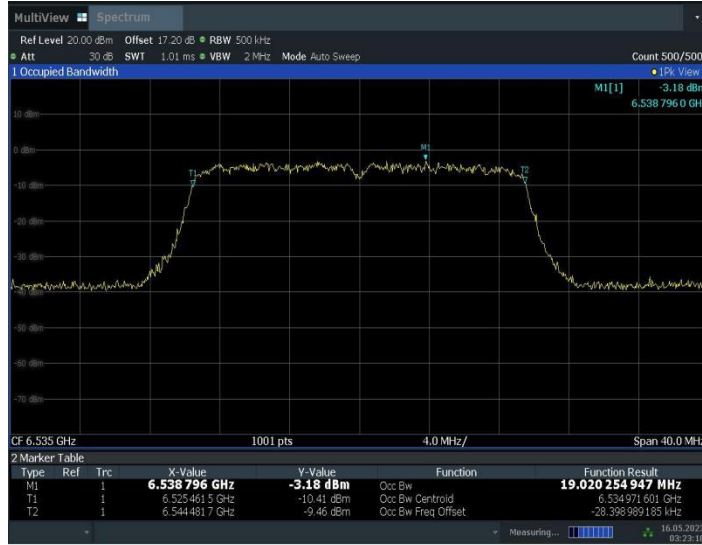 MultiView Spectrum
Ref Level 20.00 dBm Offset 17.20 dB RBW 500 kHz
Att 30 dB SWT 1.01 ms VBW 2 MHz Mode Auto Sweep Count 500/500
1 Occupied Bandwidth 1Pk View
M1[1] -3.18 dBm
6.538 796 0 GH
10 dBm
0 dBm
M1
T1
T2
-10 dBm
-20 dBm
-30 dBm
-40 dBm
-50 dBm
-60 dBm
-70 dBm
CF 6.535 GHz 1001 pts 4.0 MHz/ Span 40.0 MHz
2 Marker Table
Type Ref Trc X-Value Y-Value Function Function Result
M1 1 6.538 796 GHz -3.18 dBm Occ Bw 19.020 254 947 MHz
T1 1 6.525 461 5 GHz -10.41 dBm Occ Bw Centroid 6.534 971 601 GHz
T2 1 6.544 481 7 GHz -9.46 dBm Occ Bw Freq Offset -28.398 989 185 kHz
Measuring...